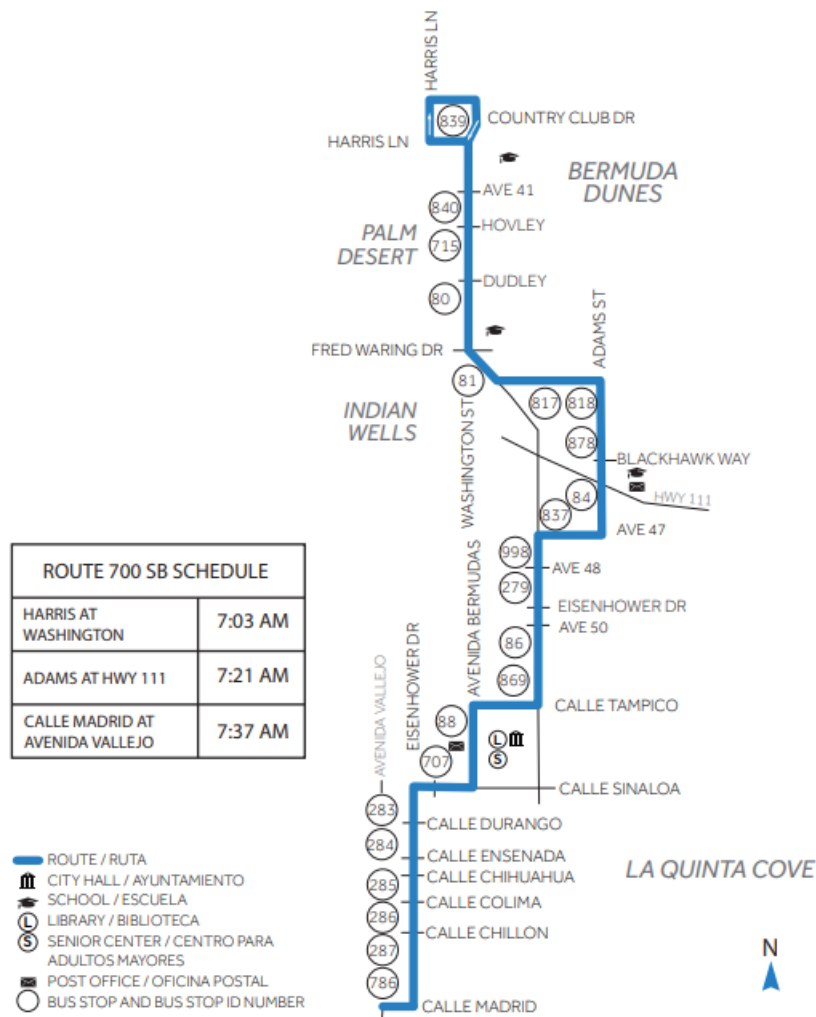 HARRIS LN
839
COUNTRY CLUB DR
HARRIS LN
BERMUDA
DUNES
AVE 41
840
HOVLEY
PALM
DESERT
715
DUDLEY
80
ADAMS ST
FRED WARING DR
81
INDIAN
WELLS
WASHINGTON ST
817
818
878
BLACKHAWK WAY
84
HWY 111
837
AVE 47
998
AVE 48
279
EISENHOWER DR
AVE 50
86
869
AVENIDA BERMUDAS
CALLE TAMPICO
EISENHOWER DR
AVENIDA VALLEJO
88
L
S
707
CALLE SINALOA
283
CALLE DURANGO
284
CALLE ENSENADA
CALLE CHIHUAHUA
285
LA QUINTA COVE
CALLE COLIMA
286
CALLE CHILLON
287
786
CALLE MADRID
N
ROUTE 700 SB SCHEDULE
HARRIS AT
WASHINGTON
7:03 AM
ADAMS AT HWY 111
7:21 AM
CALLE MADRID AT
AVENIDA VALLEJO
7:37 AM
ROUTE / RUTA
CITY HALL / AYUNTAMIENTO
SCHOOL / ESCUELA
L LIBRARY / BIBLIOTECA
S SENIOR CENTER / CENTRO PARA
ADULTOS MAYORES
POST OFFICE / OFICINA POSTAL
BUS STOP AND BUS STOP ID NUMBER